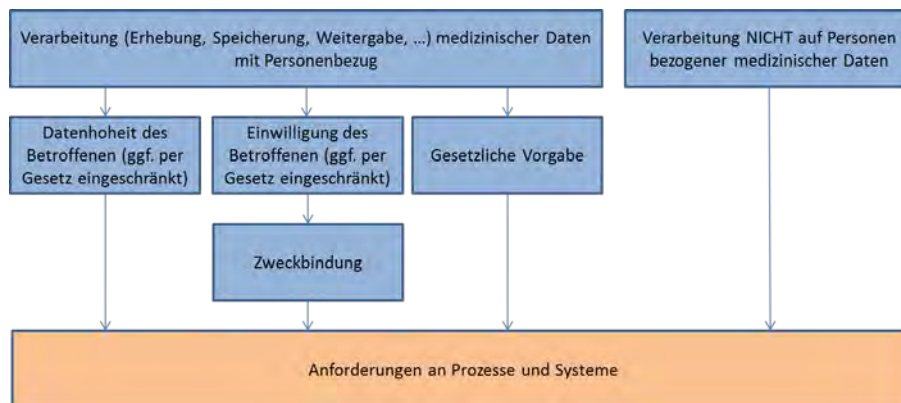 Verarbeitung (Erhebung, Speicherung, Weitergabe, ...) medizinischer Daten
mit Personenbezug
Verarbeitung NICHT auf Personen
bezogener medizinischer Daten
Datenhoheit des
Betroffenen (ggf. per
Gesetz eingeschränkt)
Einwilligung des
Betroffenen (ggf. per
Gesetz eingeschränkt)
Gesetzliche Vorgabe
Zweckbindung
Anforderungen an Prozesse und Systeme